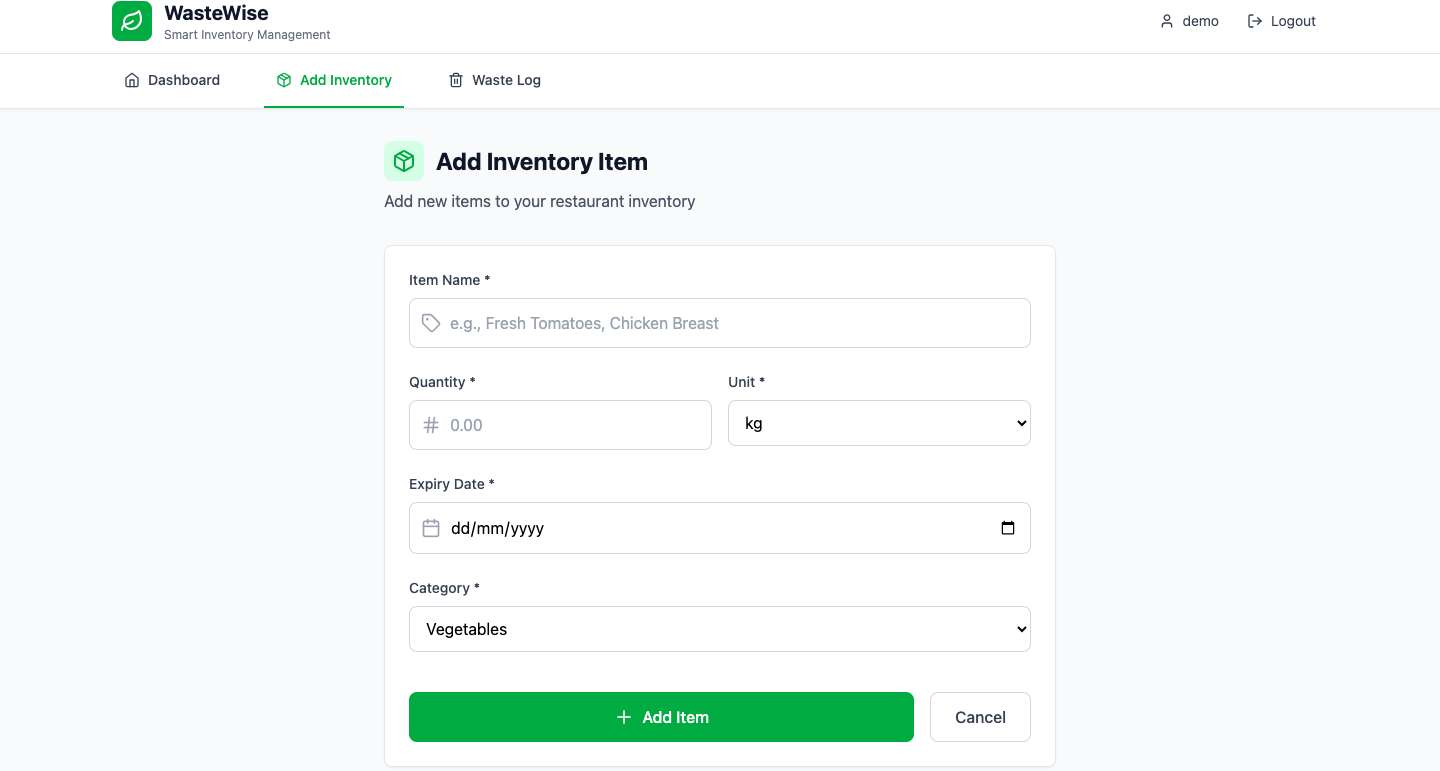 WasteWise
Smart Inventory Management
demo
Logout
Dashboard
Add Inventory
Waste Log
Add Inventory Item
Add new items to your restaurant inventory
Item Name *
e.g., Fresh Tomatoes, Chicken Breast
Quantity *
Unit *
0.00
kg
Expiry Date *
dd/mm/yyyy
Category *
Vegetables
Add Item
Cancel